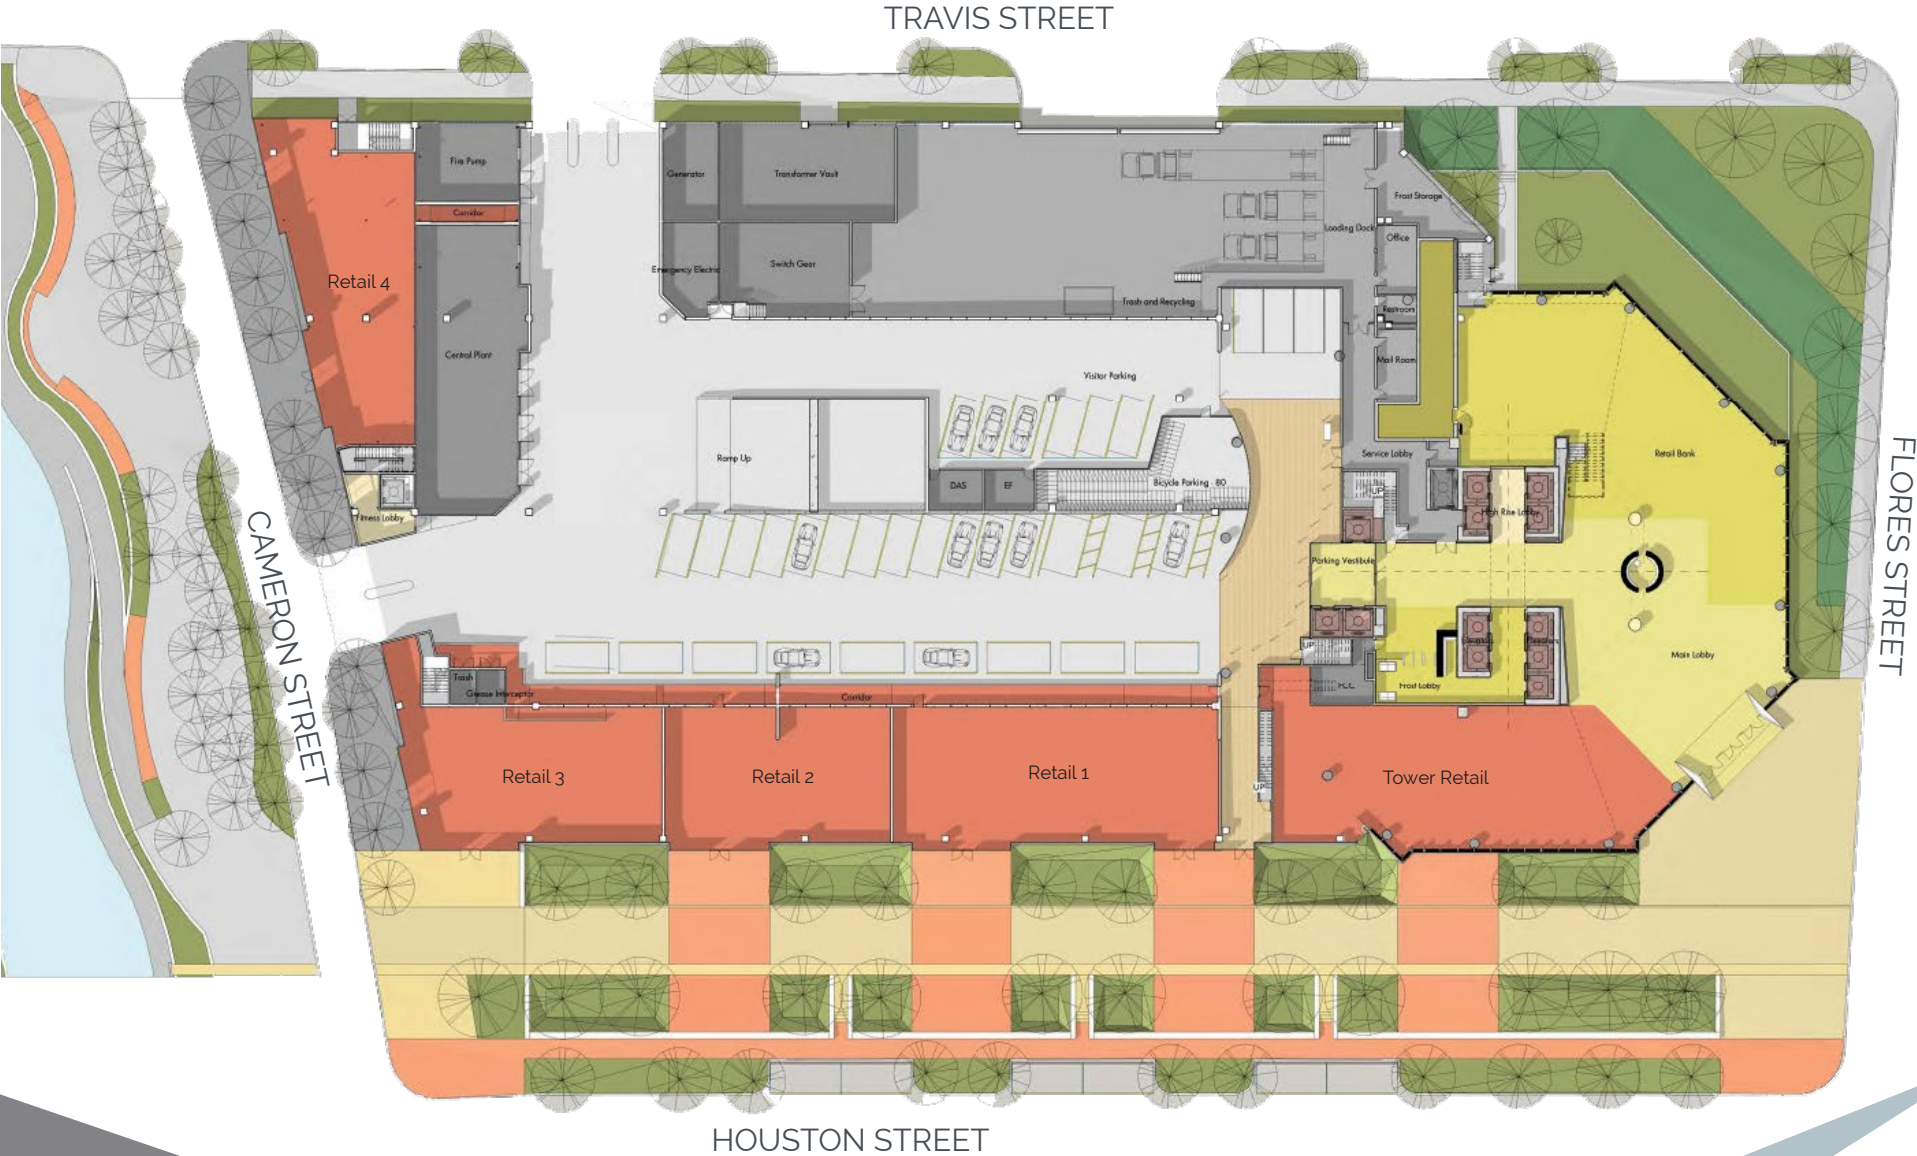 TRAVIS STREET
Fire Pump
Generator
Transformer Vault
Frost Storage
Corridor
Loading Dock
Office
Retail 4
Emergency Electric
Switch Gear
Trash and Recycling
Restroom
Central Plant
Mail Room
Visitor Parking
Ramp Up
Service Lobby
Retail Bank
DAS
EF
Bicycle Parking - 80
UP
High Rise Lobby
Fitness Lobby
FLORES STREET
CAMERON STREET
Parking Vestibule
UP
Main Lobby
Trash
Grease Interceptor
Corridor
Frost Lobby
Retail 3
Retail 2
Retail 1
UP
Tower Retail
HOUSTON STREET